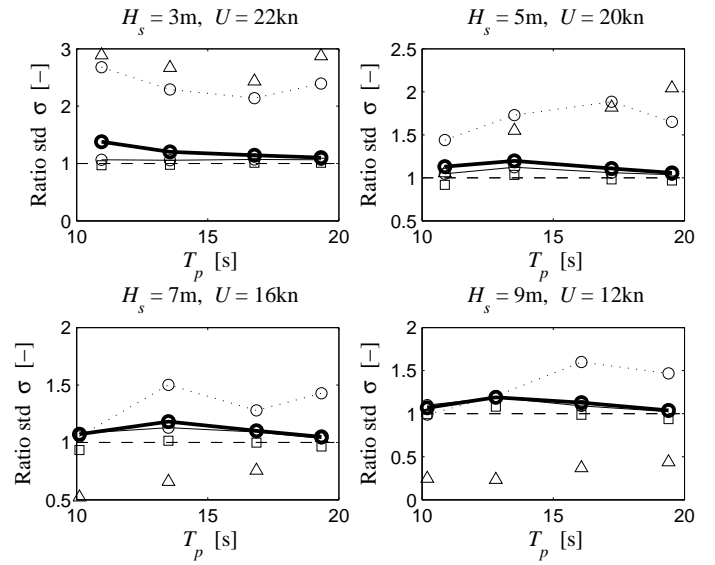 H_s = 3m, U = 22kn
Ratio std σ [−]
3
2
1
0
10 15 20
T_p [s]
H_s = 5m, U = 20kn
Ratio std σ [−]
2.5
2
1.5
1
0.5
10 15 20
T_p [s]
H_s = 7m, U = 16kn
Ratio std σ [−]
2
1.5
1
0.5
10 15 20
T_p [s]
H_s = 9m, U = 12kn
Ratio std σ [−]
2
1.5
1
0.5
0
10 15 20
T_p [s]